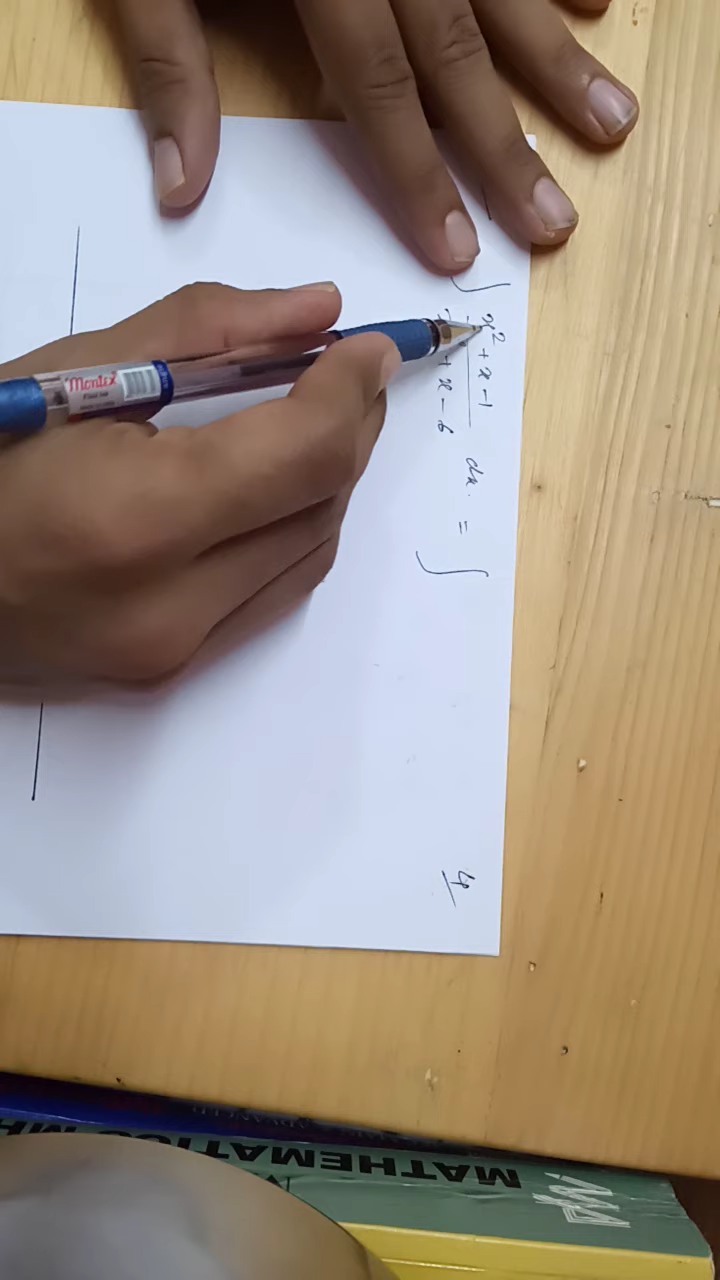 ∫ x² + x - 1 / x² + x - 6 dx. = ∫
4
Montex
MATHEMATICS